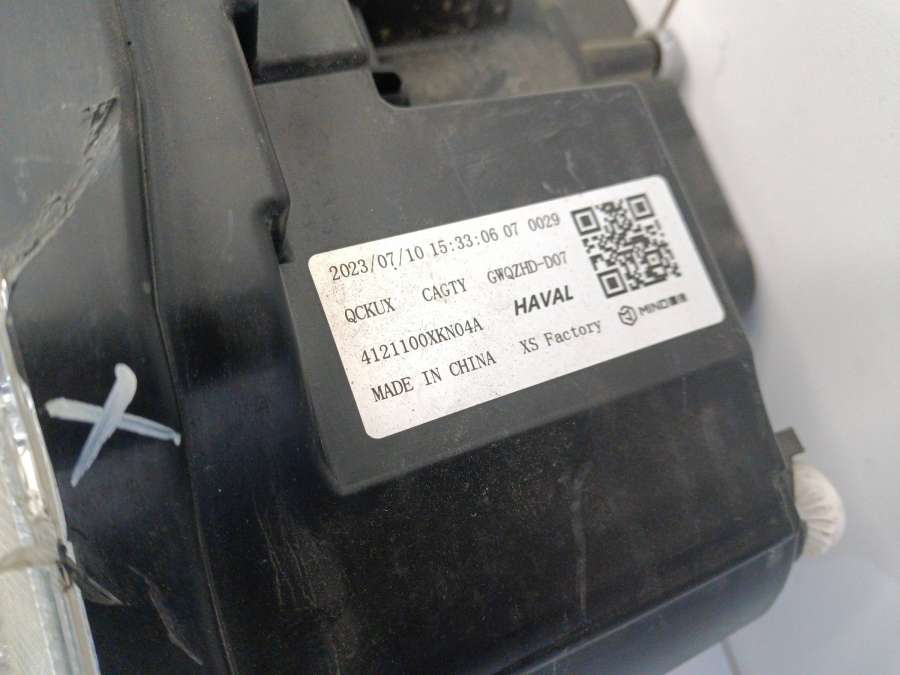 2023/07/10 15:33:06 07 0029
QCKUX CAGTY GWQZHD-D07
4121100XKN04A HAVAL
MADE IN CHINA XS Factory MIND